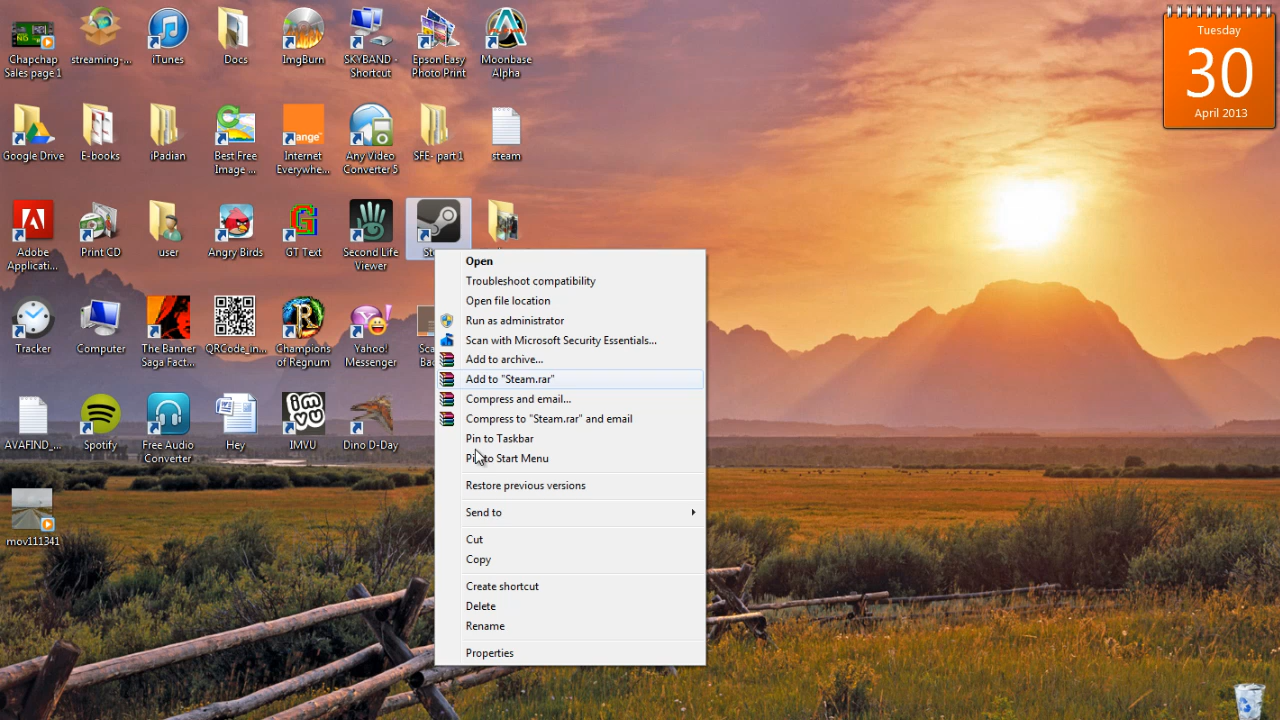 Chapchap
Sales page 1
streaming-...
iTunes
Docs
ImgBurn
SKYBAND -
Shortcut
Epson Easy
Photo Print
Moonbase
Alpha
Tuesday
30
April 2013
Google Drive
E-books
iPadian
Best Free
Image ...
ange™
Internet
Everywhe...
Any Video
Converter 5
SFE- part 1
steam
Adobe
Applicati...
Print CD
user
Angry Birds
GT Text
Second Life
Viewer
Tracker
Computer
The Banner
Saga Fact...
QRCode_in...
Champions
of Regnum
Yahoo!
Messenger
AVAFIND_...
Spotify
Free Audio
Converter
Hey
imvu
IMVU
Dino D-Day
mov111341
Open
Troubleshoot compatibility
Open file location
Run as administrator
Scan with Microsoft Security Essentials...
Add to archive...
Add to "Steam.rar"
Compress and email...
Compress to "Steam.rar" and email
Pin to Taskbar
Pin to Start Menu
Restore previous versions
Send to
Cut
Copy
Create shortcut
Delete
Rename
Properties